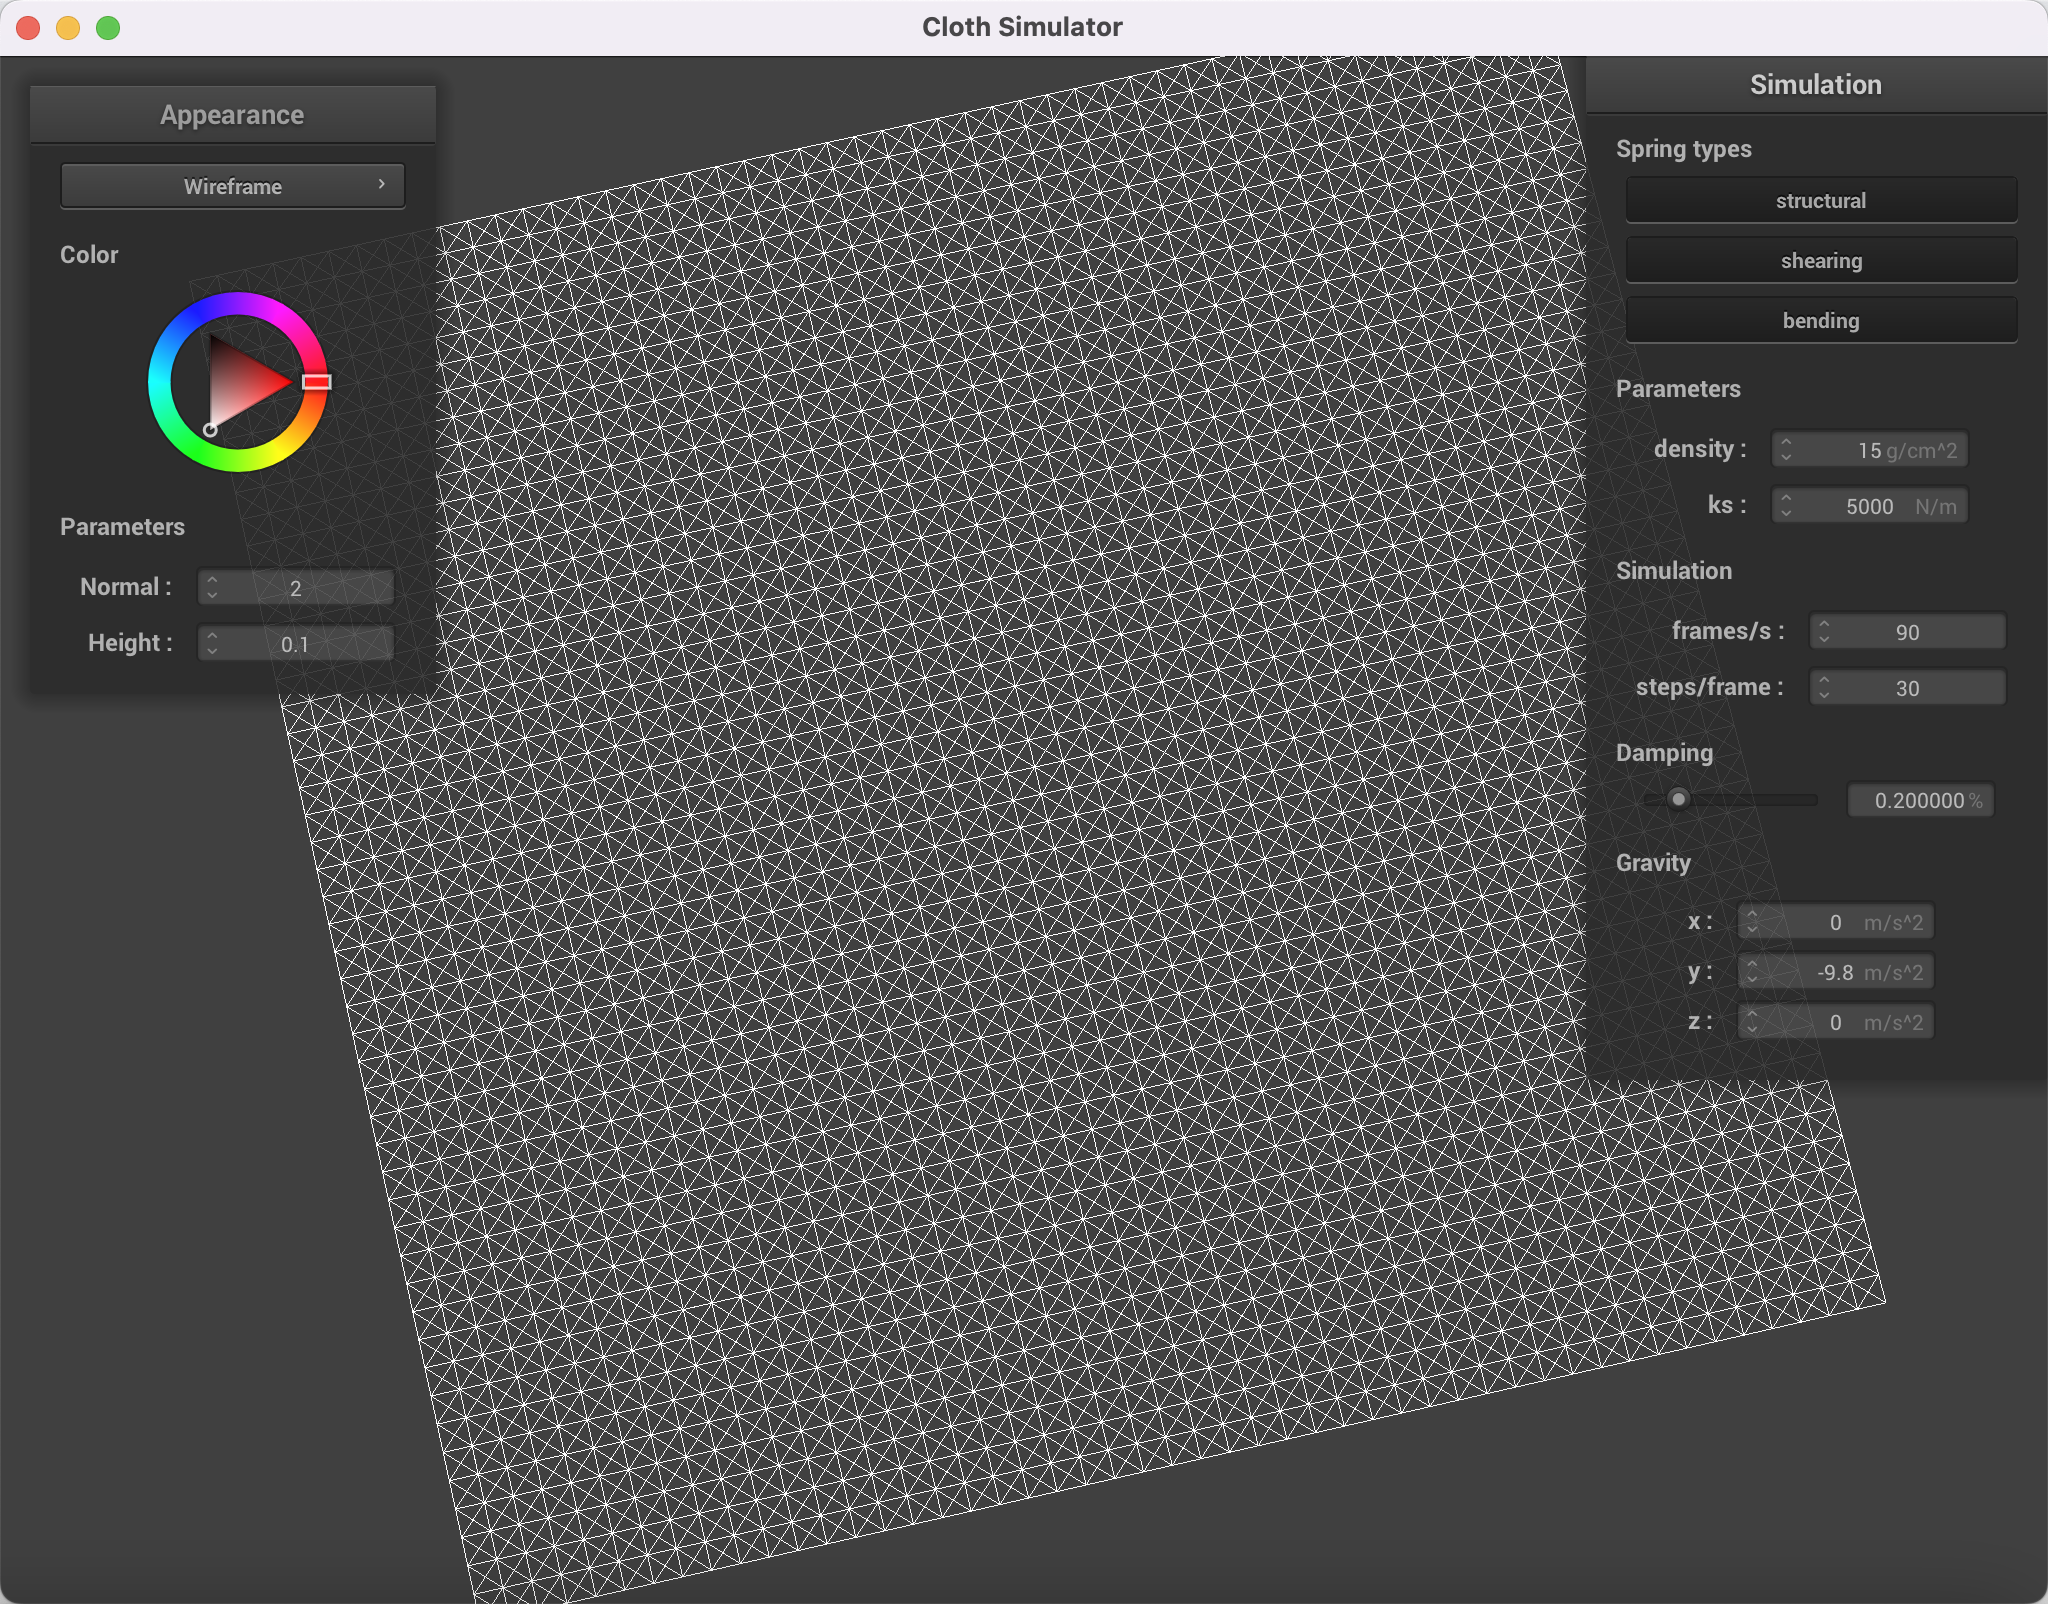 Cloth Simulator
Appearance
Wireframe
Color
Parameters
Normal : 2
Height : 0.1
Simulation
Spring types
structural
shearing
bending
Parameters
density : 15 g/cm^2
ks : 5000 N/m
Simulation
frames/s : 90
steps/frame : 30
Damping
0.200000 %
Gravity
x : 0 m/s^2
y : -9.8 m/s^2
z : 0 m/s^2